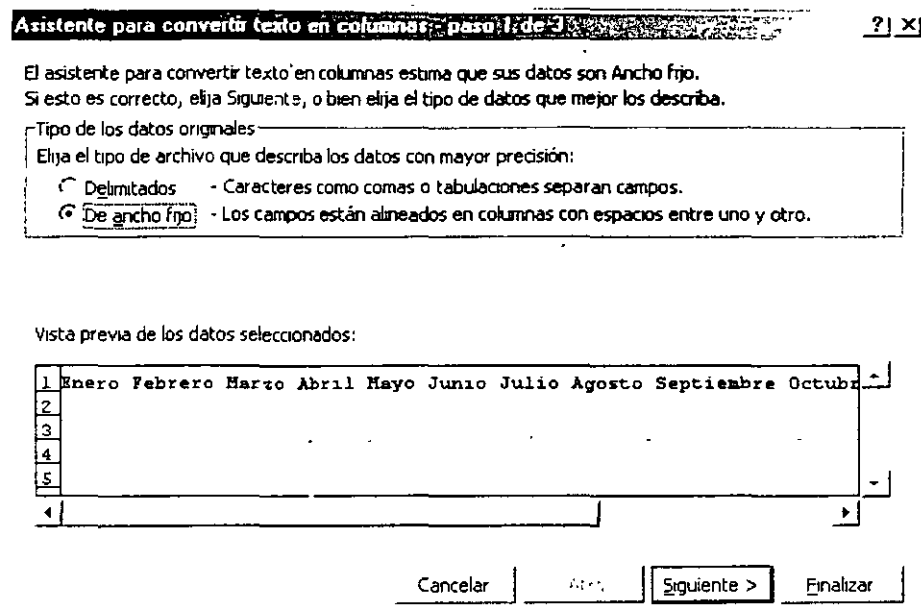 Asistente para convertir texto en columnas - paso 1 de 3 ? X
El asistente para convertir texto en columnas estima que sus datos son Ancho fijo.
Si esto es correcto, elija Siguiente, o bien elija el tipo de datos que mejor los describa.
Tipo de los datos originales
Elija el tipo de archivo que describa los datos con mayor precisión:
Delimitados - Caracteres como comas o tabulaciones separan campos.
De ancho fijo - Los campos están alineados en columnas con espacios entre uno y otro.
Vista previa de los datos seleccionados:
1 Enero Febrero Marzo Abril Mayo Junio Julio Agosto Septiembre Octubr
2
3
4
5
Cancelar Siguiente > Finalizar